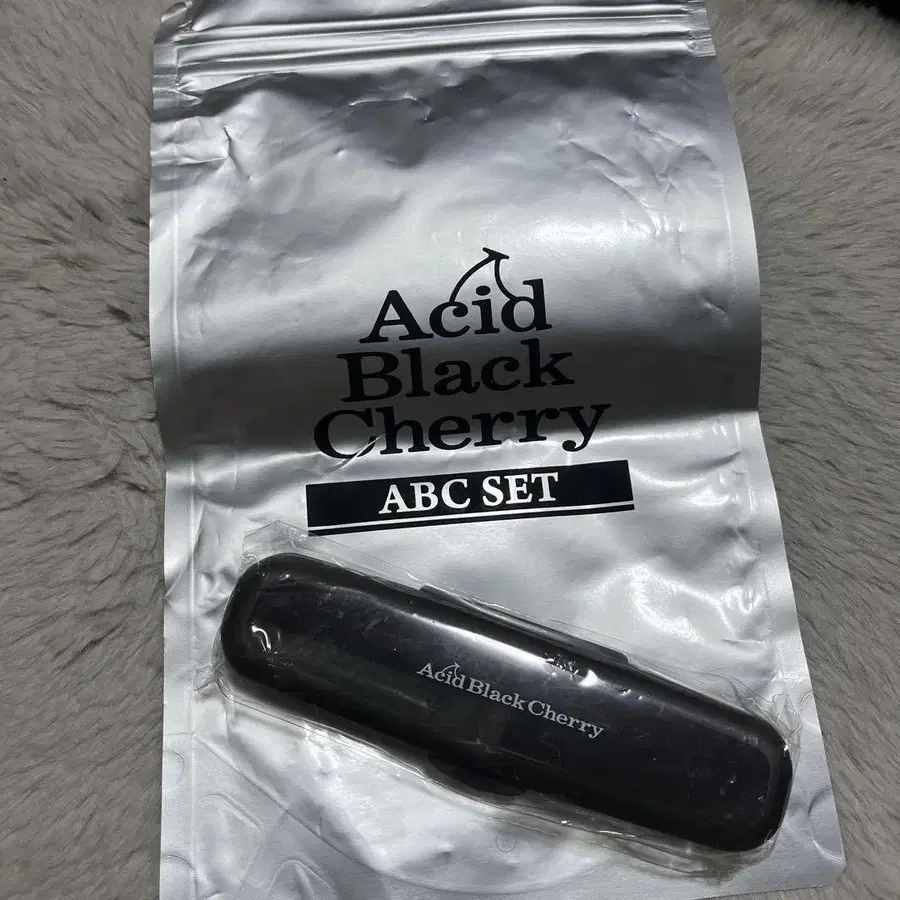 Acid
Black
Cherry
ABC SET
Acid Black Cherry